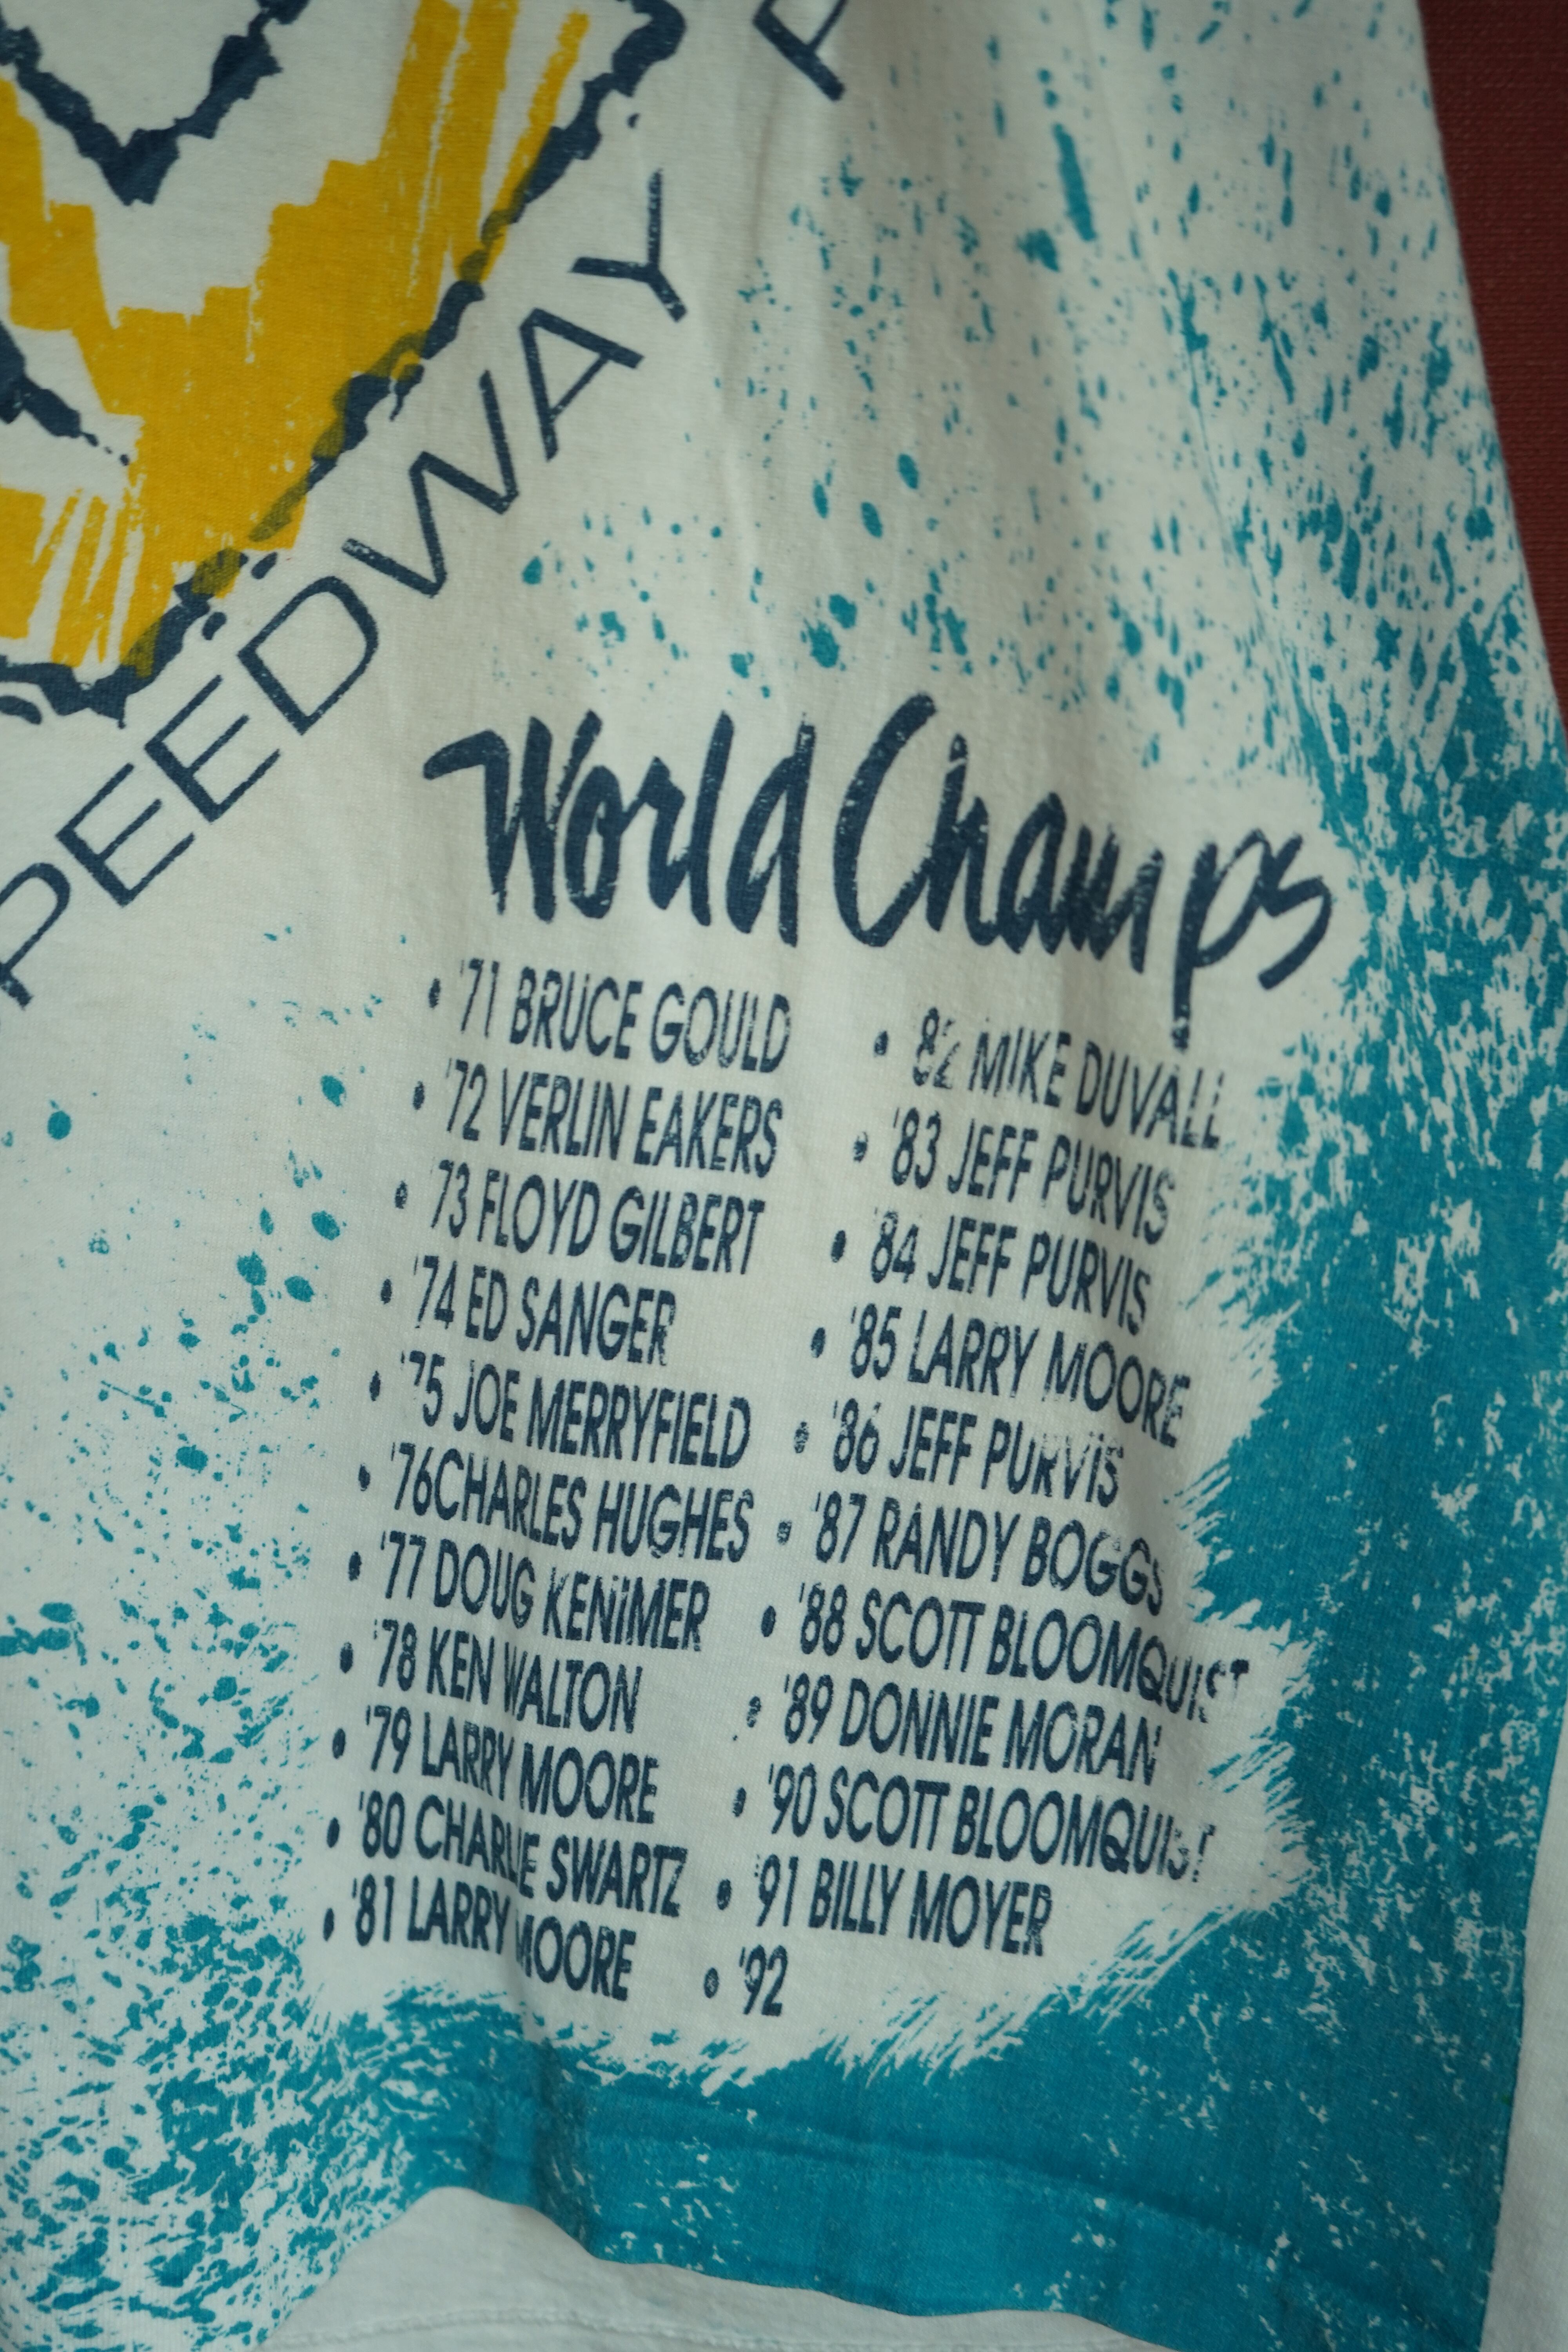 SPEEDWAY
World Champs
• '71 BRUCE GOULD
• '72 VERLIN EAKERS
• '73 FLOYD GILBERT
• '74 ED SANGER
• '75 JOE MERRYFIELD
• '76CHARLES HUGHES
• '77 DOUG KENIMER
• '78 KEN WALTON
• '79 LARRY MOORE
• '80 CHARLIE SWARTZ
• '81 LARRY MOORE
• '82 MIKE DUVALL
• '83 JEFF PURVIS
• '84 JEFF PURVIS
• '85 LARRY MOORE
• '86 JEFF PURVIS
• '87 RANDY BOGGS
• '88 SCOTT BLOOMQUIST
• '89 DONNIE MORAN
• '90 SCOTT BLOOMQUIST
• '91 BILLY MOYER
• '92